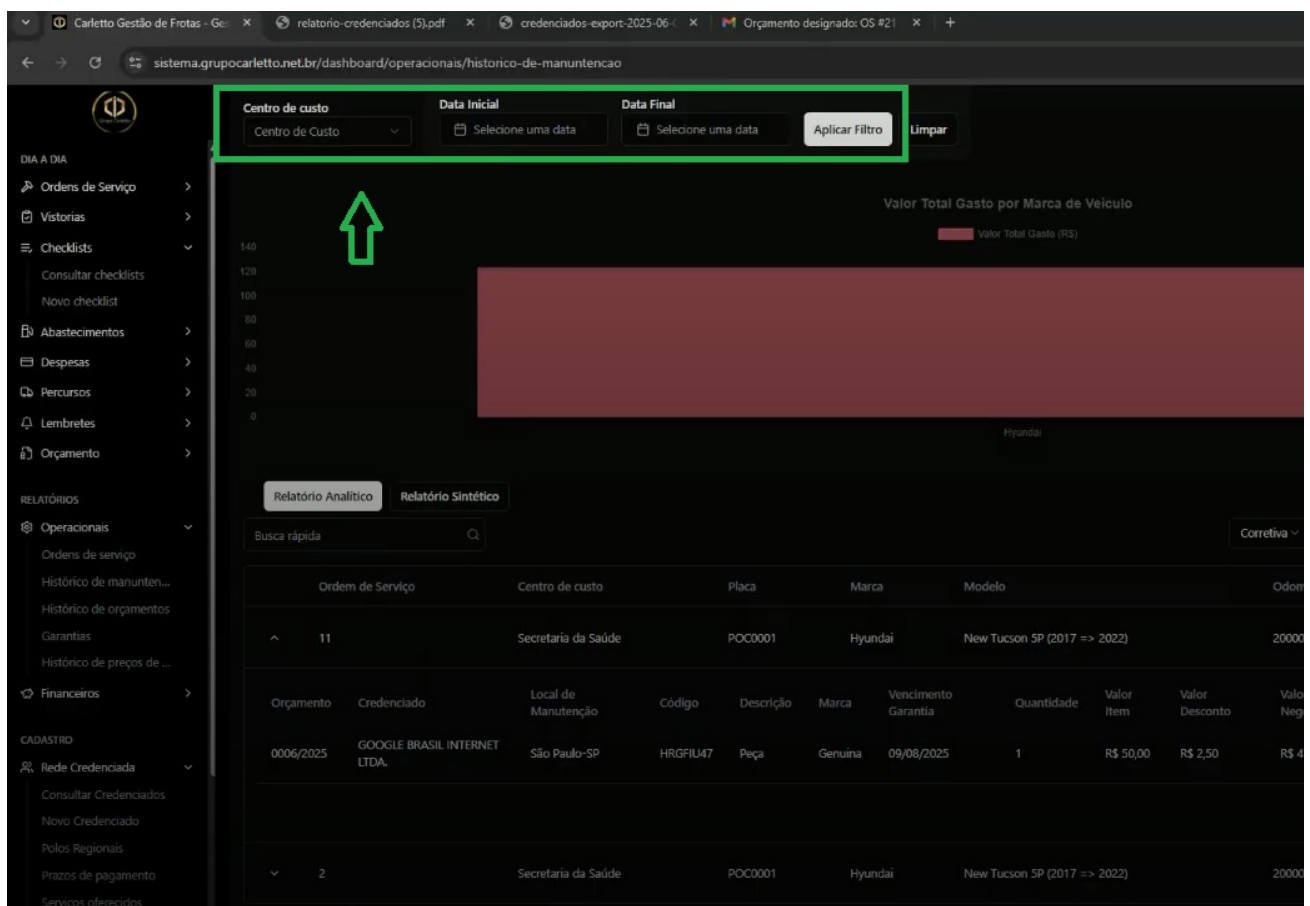 Carletto Gestão de Frotas - Ges
relatorio-credenciados (5).pdf
credenciados-export-2025-06-
Orçamento designado: OS #21
sistema.grupocarletto.net.br/dashboard/operacionais/historico-de-manuntencao
Centro de custo
Data Inicial
Data Final
Centro de Custo
Selecione uma data
Selecione uma data
Aplicar Filtro
Limpar
DIA A DIA
Ordens de Serviço
Vistorias
Checklists
Consultar checklists
Novo checklist
Abastecimentos
Despesas
Percursos
Lembretes
Orçamento
RELATÓRIOS
Operacionais
Ordens de serviço
Histórico de manunten...
Histórico de orçamentos
Garantias
Histórico de preços de ...
Financeiros
CADASTRO
Rede Credenciada
Consultar Credenciados
Novo Credenciado
Polos Regionais
Prazos de pagamento
Serviços oferecidos
Valor Total Gasto por Marca de Veículo
Valor Total Gasto (R$)
140
120
100
80
60
40
20
0
Hyundai
Relatório Analítico
Relatório Sintético
Busca rápida
Corretiva
Ordem de Serviço Centro de custo Placa Marca Modelo Odom
11 Secretaria da Saúde POC0001 Hyundai New Tucson 5P (2017 => 2022) 20000
Orçamento Credenciado Local de Manutenção Código Descrição Marca Vencimento Garantia Quantidade Valor Item Valor Desconto Valo Neg
0006/2025 GOOGLE BRASIL INTERNET LTDA. São Paulo-SP HRGFIU47 Peça Genuina 09/08/2025 1 R$ 50,00 R$ 2,50 R$ 4
2 Secretaria da Saúde POC0001 Hyundai New Tucson 5P (2017 => 2022) 20000